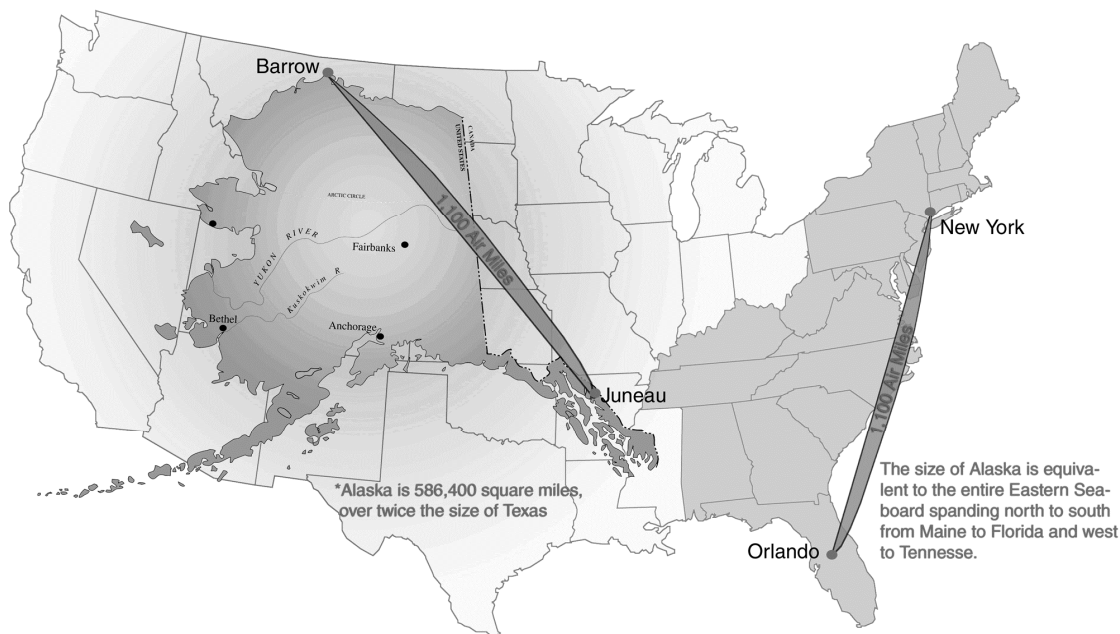 Barrow
CANADA
UNITED STATES
ARCTIC CIRCLE
1,100 Air Miles
New York
YUKON RIVER
Fairbanks
Kuskokwim R
Bethel
Anchorage
1,100 Air Miles
Juneau
The size of Alaska is equiva-
lent to the entire Eastern Sea-
board spanding north to south
from Maine to Florida and west
to Tennesse.
*Alaska is 586,400 square miles,
over twice the size of Texas
Orlando